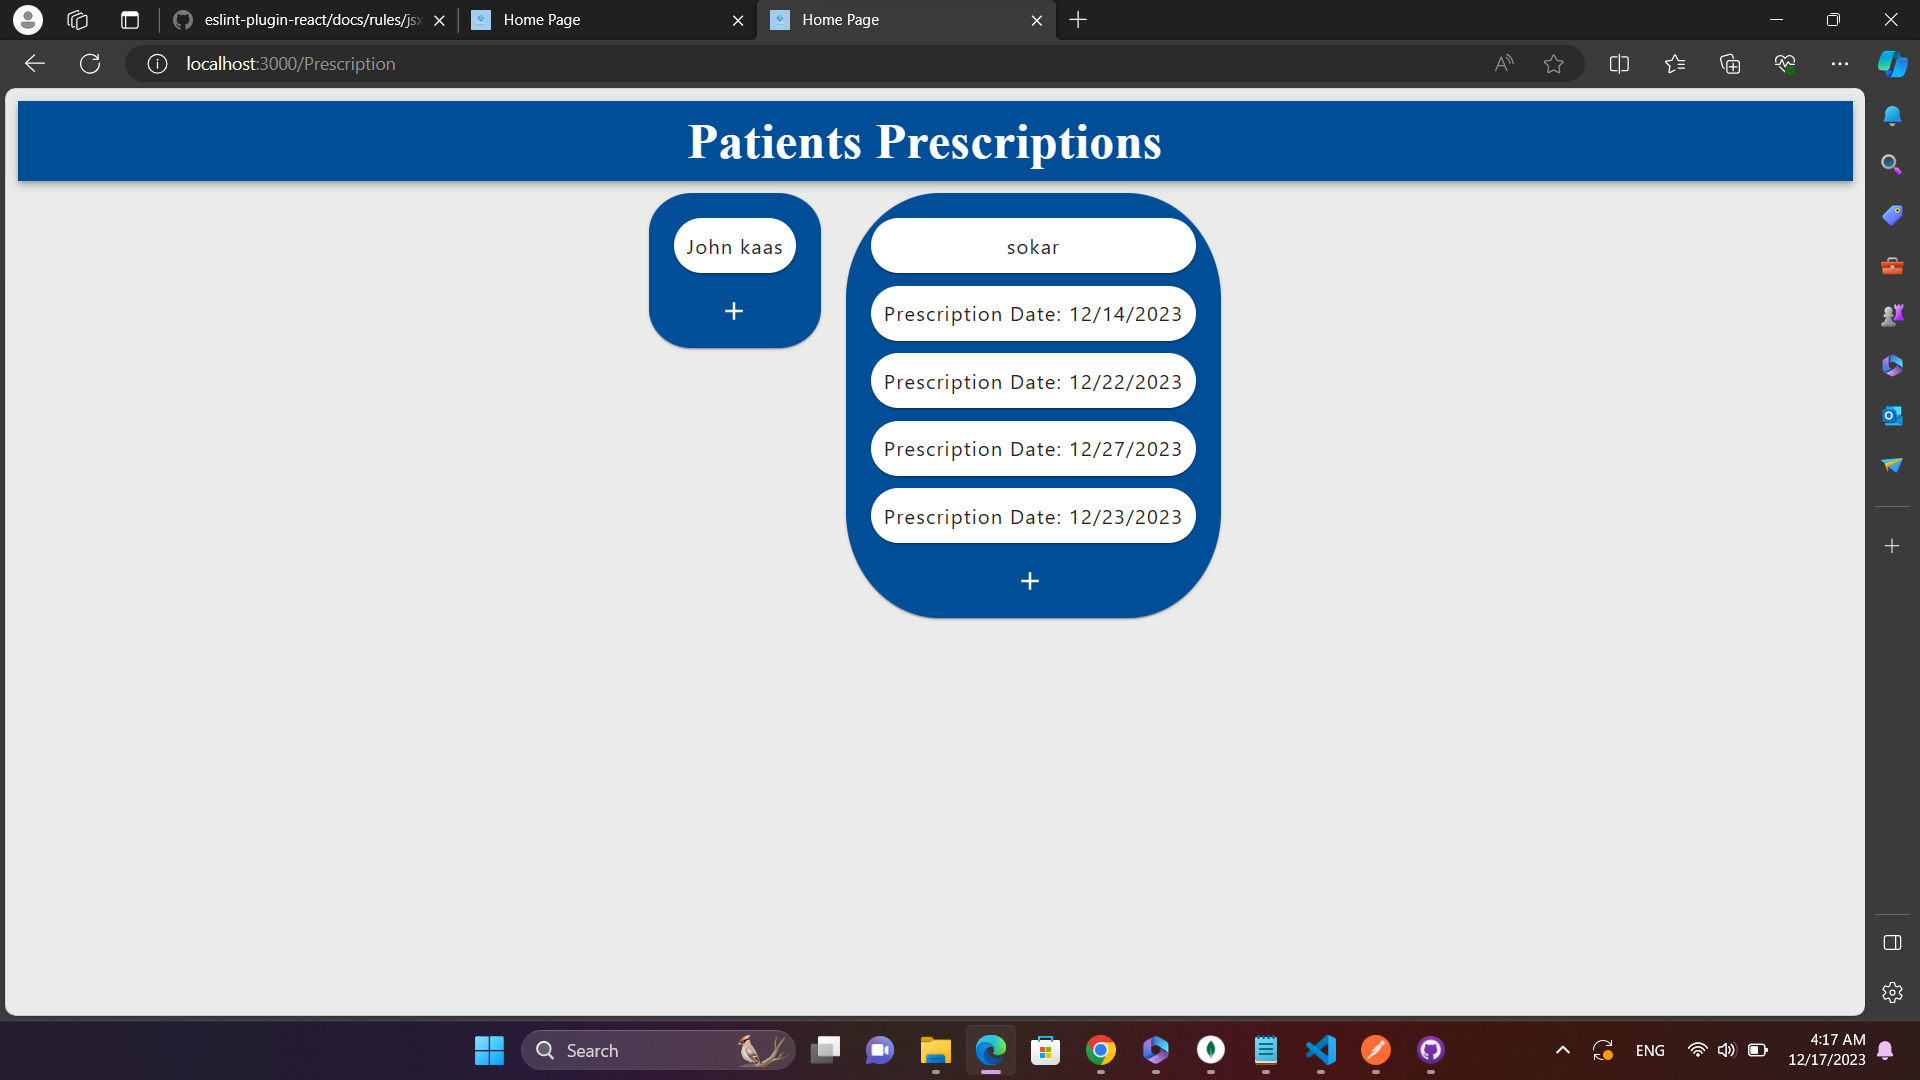 eslint-plugin-react/docs/rules/jsx
Home Page
Home Page
localhost:3000/Prescription
Patients Prescriptions
John kaas
+
sokar
Prescription Date: 12/14/2023
Prescription Date: 12/22/2023
Prescription Date: 12/27/2023
Prescription Date: 12/23/2023
+
Search
ENG
4:17 AM
12/17/2023